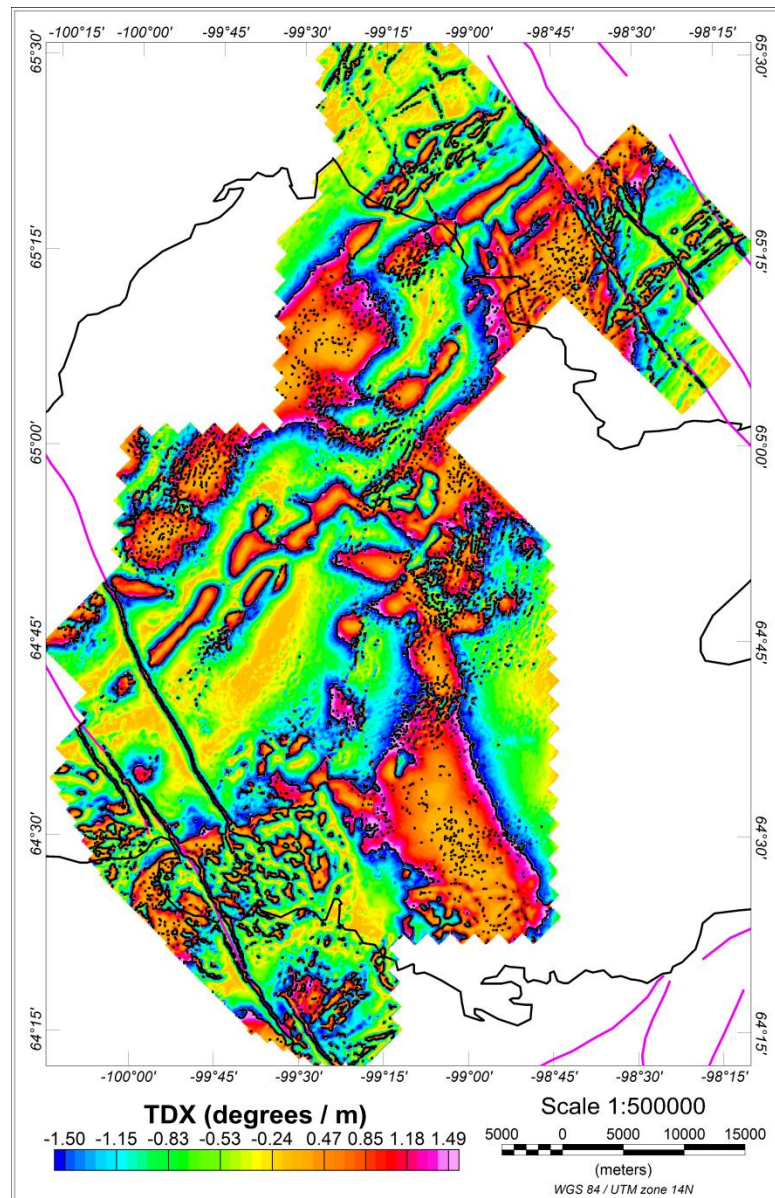 -100°15' -100°00' -99°45' -99°30' -99°15' -99°00' -98°45' -98°30' -98°15'
65°30' 65°30'
65°15' 65°15'
65°00' 65°00'
64°45' 64°45'
64°30' 64°30'
64°15' 64°15'
-100°00' -99°45' -99°30' -99°15' -99°00' -98°45' -98°30' -98°15'
TDX (degrees / m)
-1.50 -1.15 -0.83 -0.53 -0.24 0.47 0.85 1.18 1.49
Scale 1:500000
5000 0 5000 10000 15000
(meters)
WGS 84 / UTM zone 14N